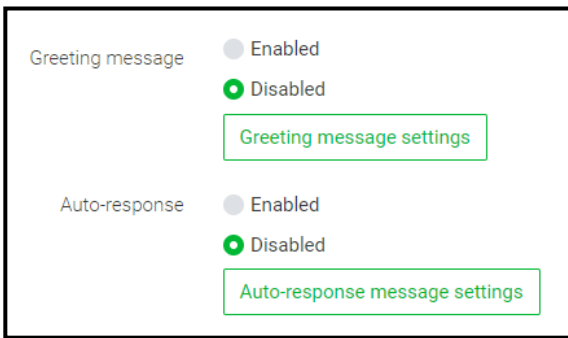 Greeting message
Enabled
Disabled
Greeting message settings
Auto-response
Enabled
Disabled
Auto-response message settings